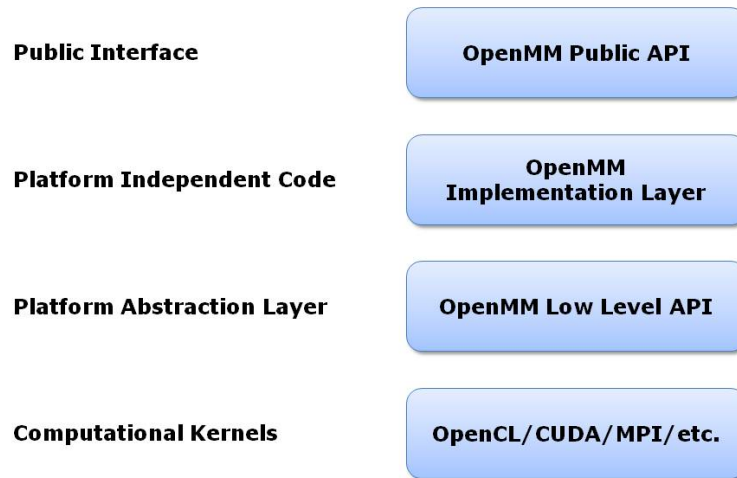 Public Interface
OpenMM Public API
Platform Independent Code
OpenMM
Implementation Layer
Platform Abstraction Layer
OpenMM Low Level API
Computational Kernels
OpenCL/CUDA/MPI/etc.